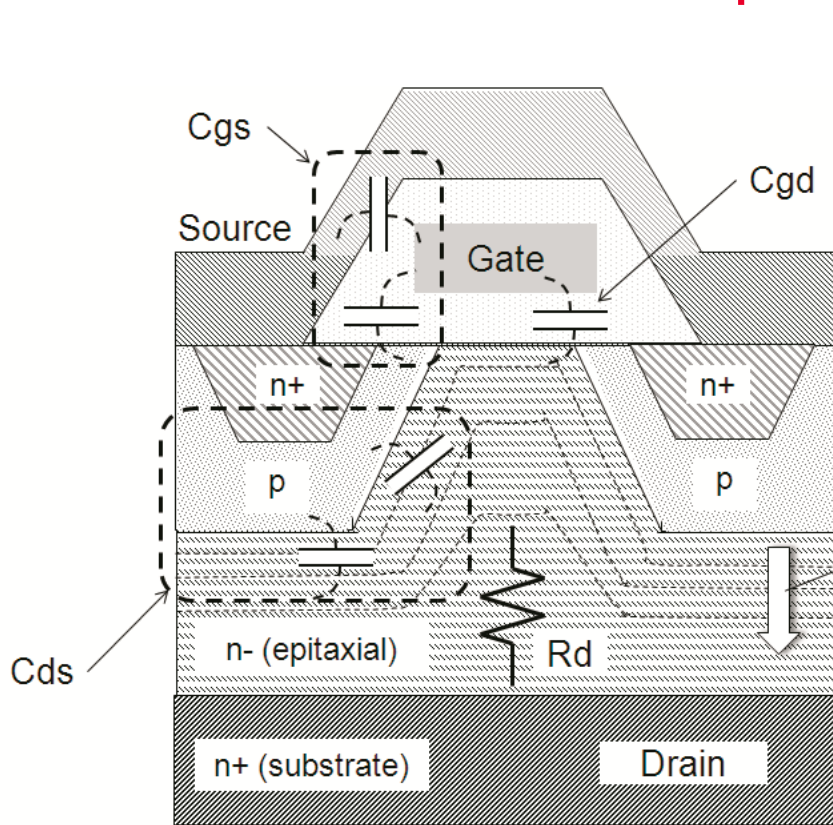 Cgs
Cgd
Source
Gate
n+
n+
p
p
n- (epitaxial)
Rd
Cds
n+ (substrate)
Drain